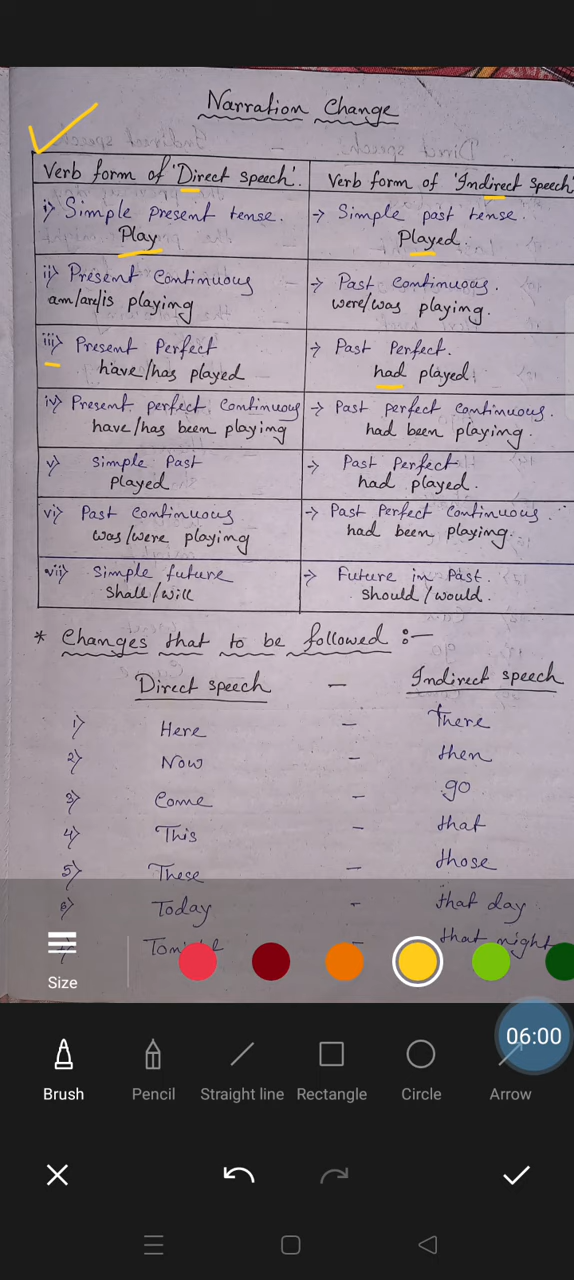 Narration Change
Verb form of 'Direct speech'. Verb form of 'Indirect speech'
i) Simple present tense. → Simple past tense.
Play Played.
ii) Present Continuous → Past Continuous.
am/are/is playing were/was playing.
iii) Present Perfect → Past Perfect.
have/has played had played.
iv) Present perfect Continuous → Past perfect continuous.
have/has been playing had been playing.
v) Simple Past → Past Perfect
played had played.
vi) Past Continuous → Past Perfect continuous.
was/were playing had been playing.
vii) Simple future → Future in Past.
shall/will should/would.
* Changes that to be followed :—
Direct speech — Indirect speech
1) Here — There
2) Now — then
3) Come — go
4) This — that
5) These — those
6) Today - that day
that night
Size
06:00
Brush Pencil Straight line Rectangle Circle Arrow